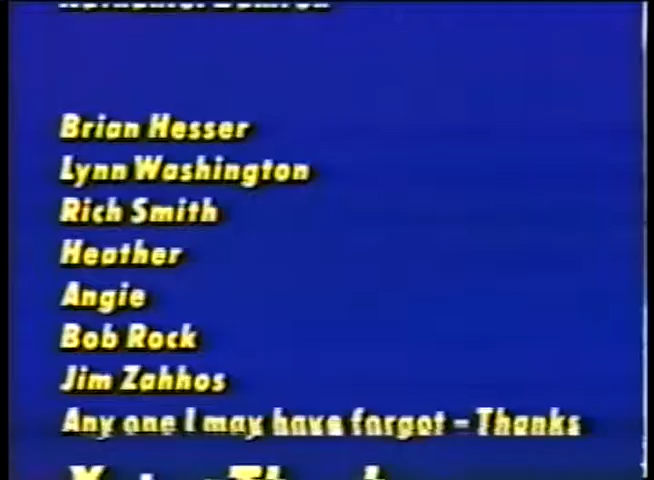 Brian Hesser
Lynn Washington
Rich Smith
Heather
Angie
Bob Rock
Jim Zahhos
Any one I may have forgot - Thanks